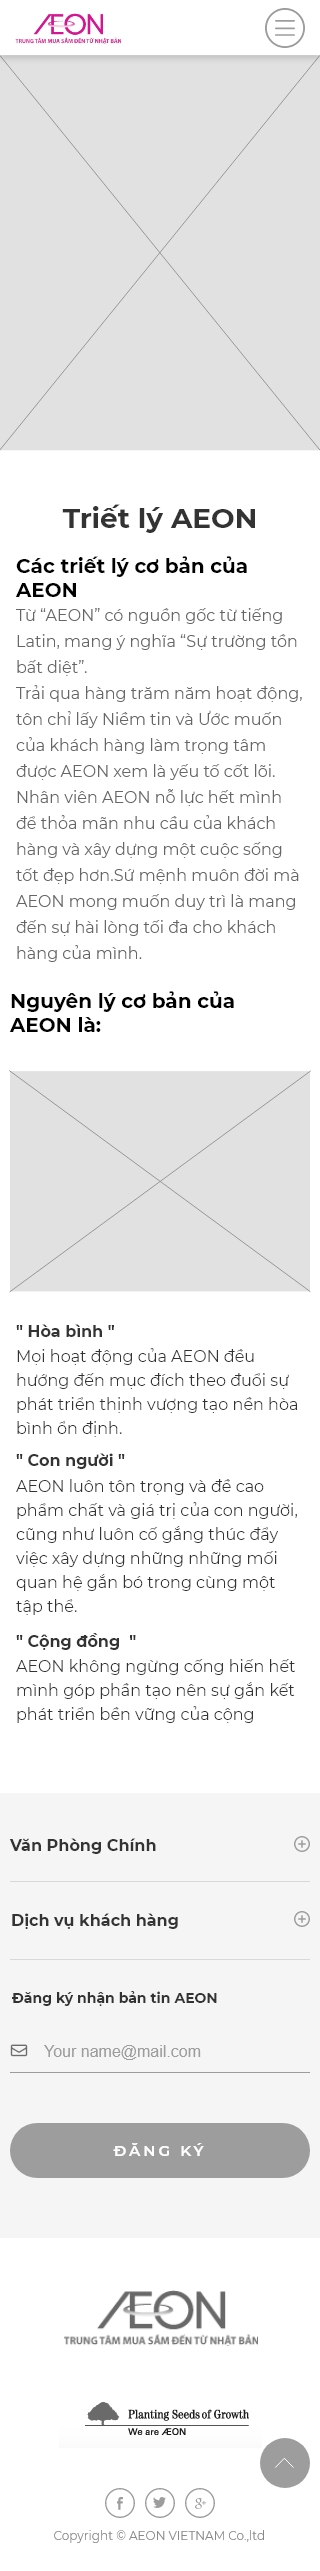 ÆON
TRUNG TÂM MUA SẮM ĐẾN TỪ NHẬT BẢN
Triết lý AEON
Các triết lý cơ bản của
AEON
Từ “AEON” có nguồn gốc từ tiếng
Latin, mang ý nghĩa “Sự trường tồn
bất diệt”.
Trải qua hàng trăm năm hoạt động,
tôn chỉ lấy Niềm tin và Ước muốn
của khách hàng làm trọng tâm
được AEON xem là yếu tố cốt lõi.
Nhân viên AEON nỗ lực hết mình
để thỏa mãn nhu cầu của khách
hàng và xây dựng một cuộc sống
tốt đẹp hơn.Sứ mệnh muôn đời mà
AEON mong muốn duy trì là mang
đến sự hài lòng tối đa cho khách
hàng của mình.
Nguyên lý cơ bản của
AEON là:
" Hòa bình "
Mọi hoạt động của AEON đều
hướng đến mục đích theo đuổi sự
phát triển thịnh vượng tạo nền hòa
bình ổn định.
" Con người "
AEON luôn tôn trọng và đề cao
phẩm chất và giá trị của con người,
cũng như luôn cố gắng thúc đẩy
việc xây dựng những những mối
quan hệ gắn bó trong cùng một
tập thể.
" Cộng đồng "
AEON không ngừng cống hiến hết
mình góp phần tạo nên sự gắn kết
phát triển bền vững của cộng
Văn Phòng Chính
Dịch vụ khách hàng
Đăng ký nhận bản tin AEON
Your name@mail.com
ĐĂNG KÝ
ÆON
TRUNG TÂM MUA SẮM ĐẾN TỪ NHẬT BẢN
Planting Seeds of Growth
We are ÆON
Copyright © AEON VIETNAM Co.,ltd